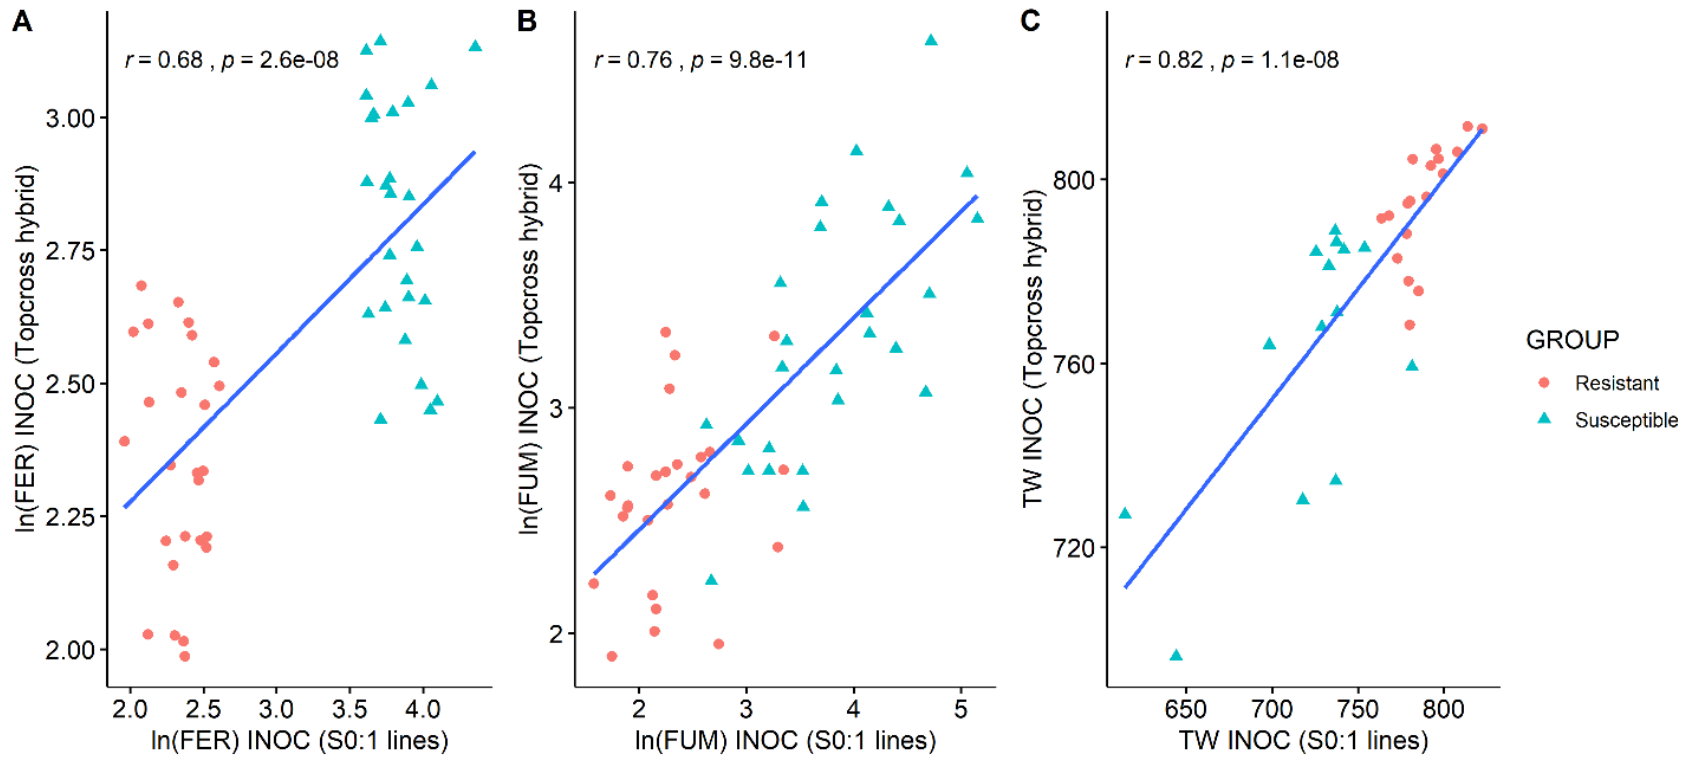 A
r = 0.68 , p = 2.6e-08
ln(FER) INOC (Topcross hybrid)
3.00
2.75
2.50
2.25
2.00
2.0 2.5 3.0 3.5 4.0
ln(FER) INOC (S0:1 lines)
B
r = 0.76 , p = 9.8e-11
ln(FUM) INOC (Topcross hybrid)
4
3
2
2 3 4 5
ln(FUM) INOC (S0:1 lines)
C
r = 0.82 , p = 1.1e-08
TW INOC (Topcross hybrid)
800
760
720
650 700 750 800
TW INOC (S0:1 lines)
GROUP
Resistant
Susceptible